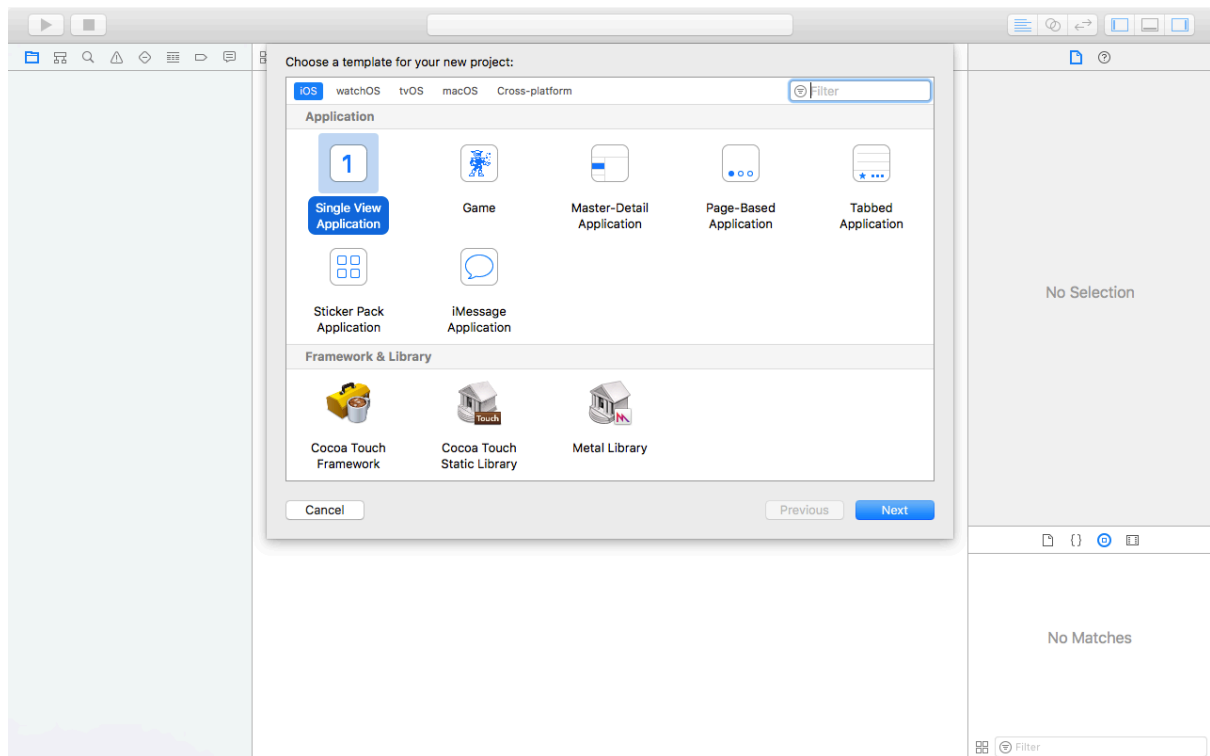 Choose a template for your new project:
iOS watchOS tvOS macOS Cross-platform Filter
Application
1
Single View Application
Game
Master-Detail Application
Page-Based Application
Tabbed Application
Sticker Pack Application
iMessage Application
Framework & Library
Touch
Cocoa Touch Framework
Cocoa Touch Static Library
Metal Library
Cancel Previous Next
No Selection
{}
No Matches
Filter